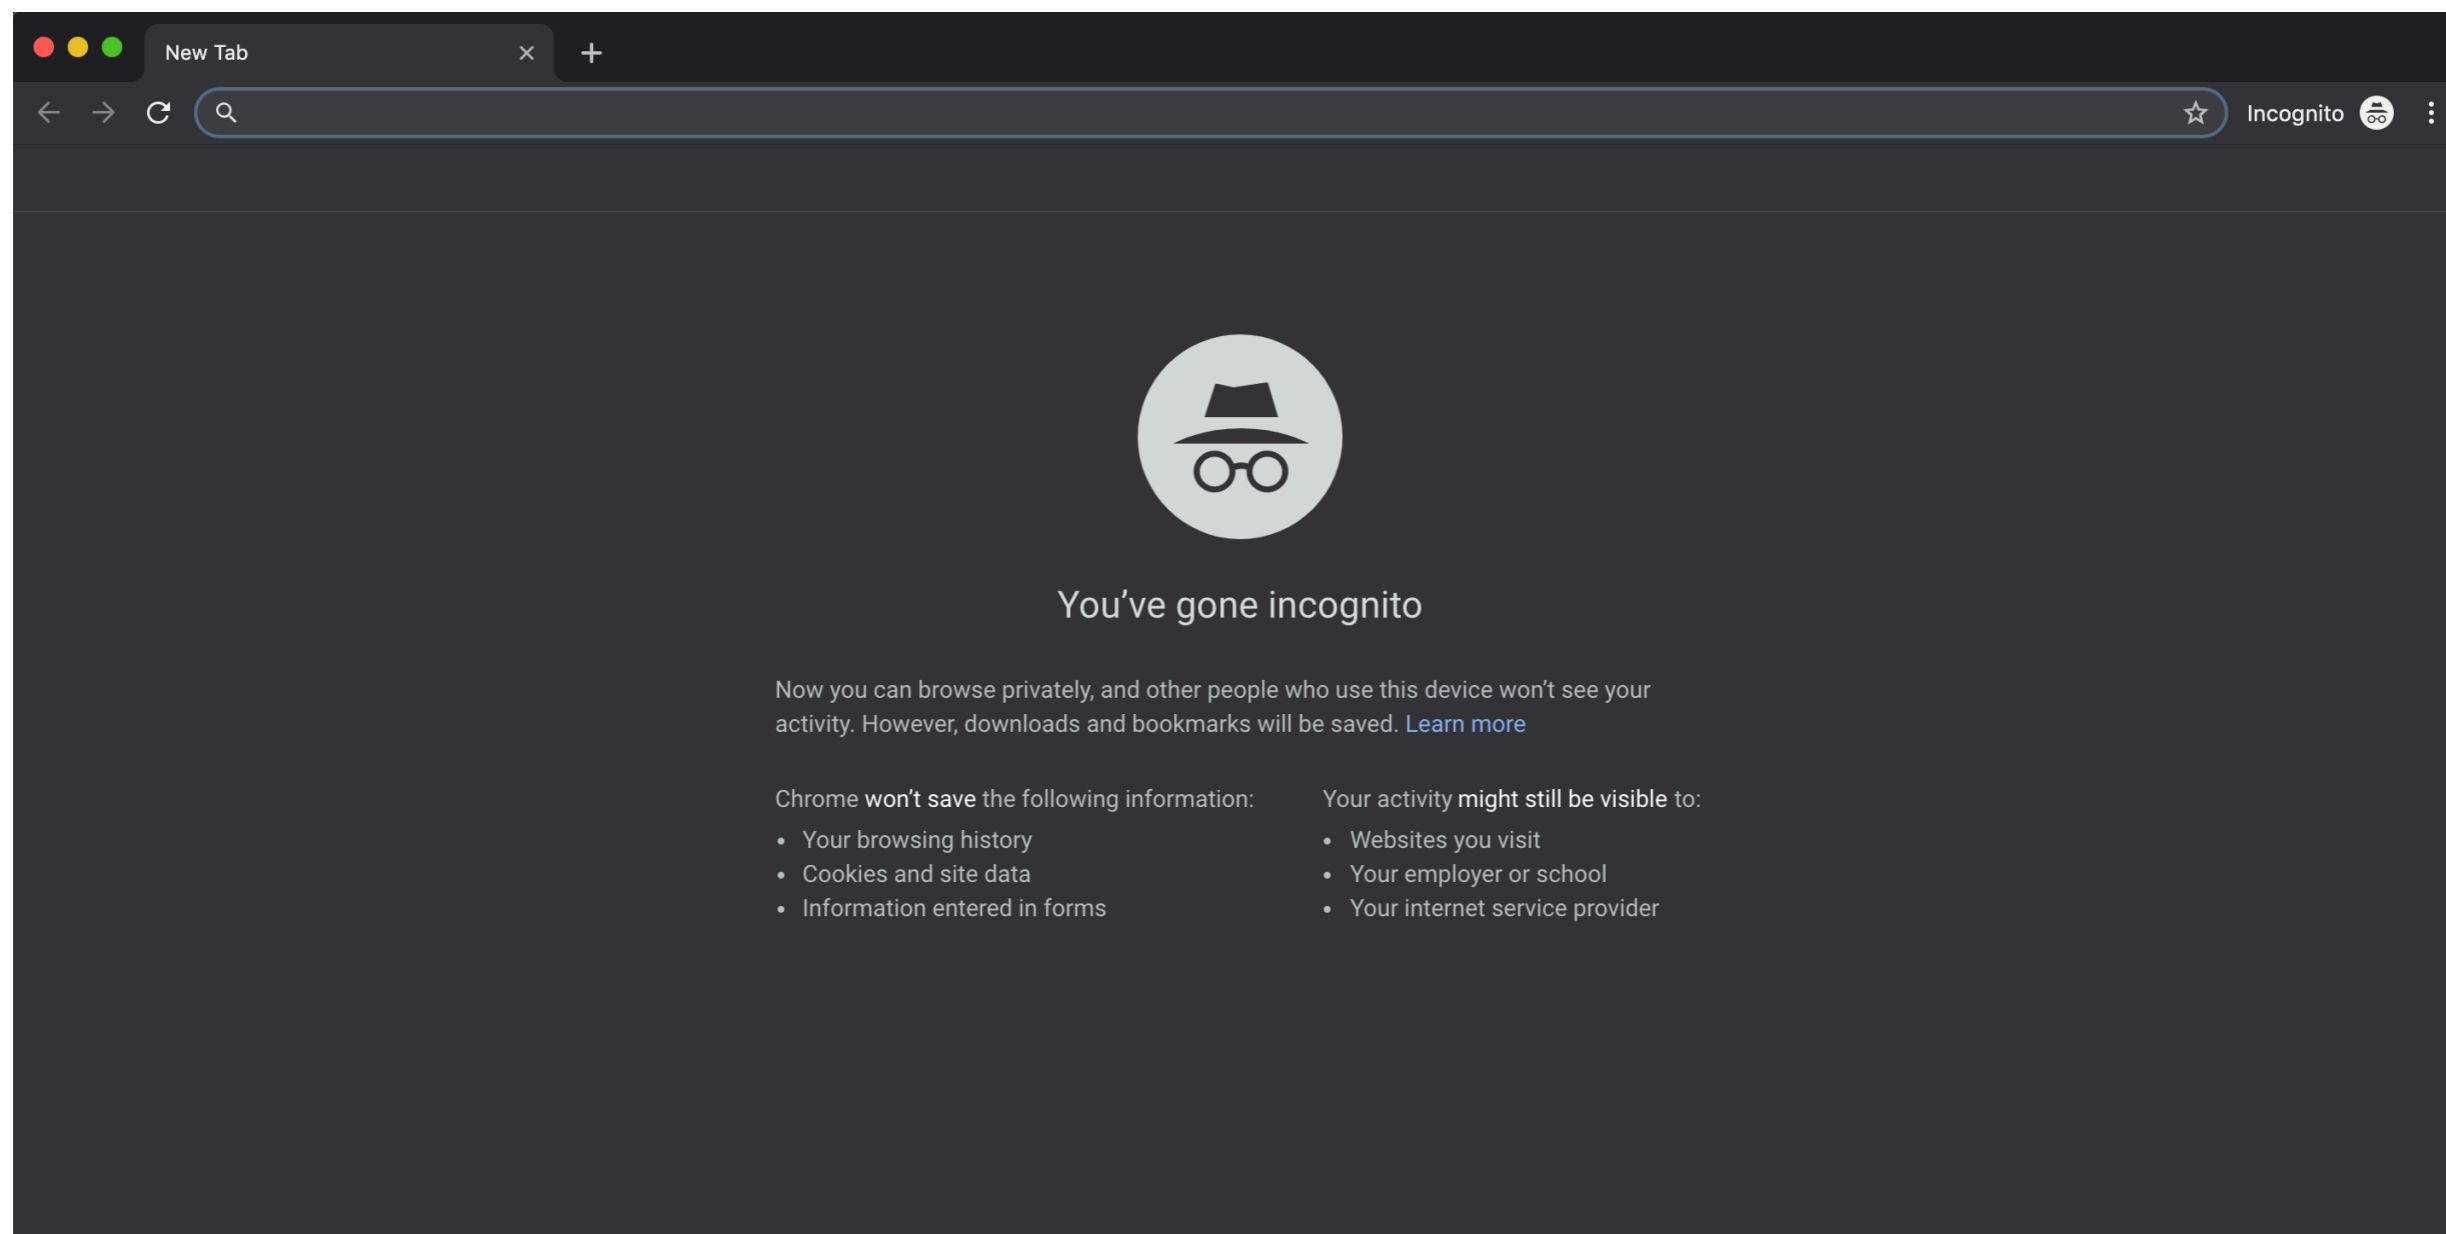 New Tab
Incognito
You’ve gone incognito
Now you can browse privately, and other people who use this device won’t see your
activity. However, downloads and bookmarks will be saved. Learn more
Chrome won’t save the following information:
• Your browsing history
• Cookies and site data
• Information entered in forms
Your activity might still be visible to:
• Websites you visit
• Your employer or school
• Your internet service provider